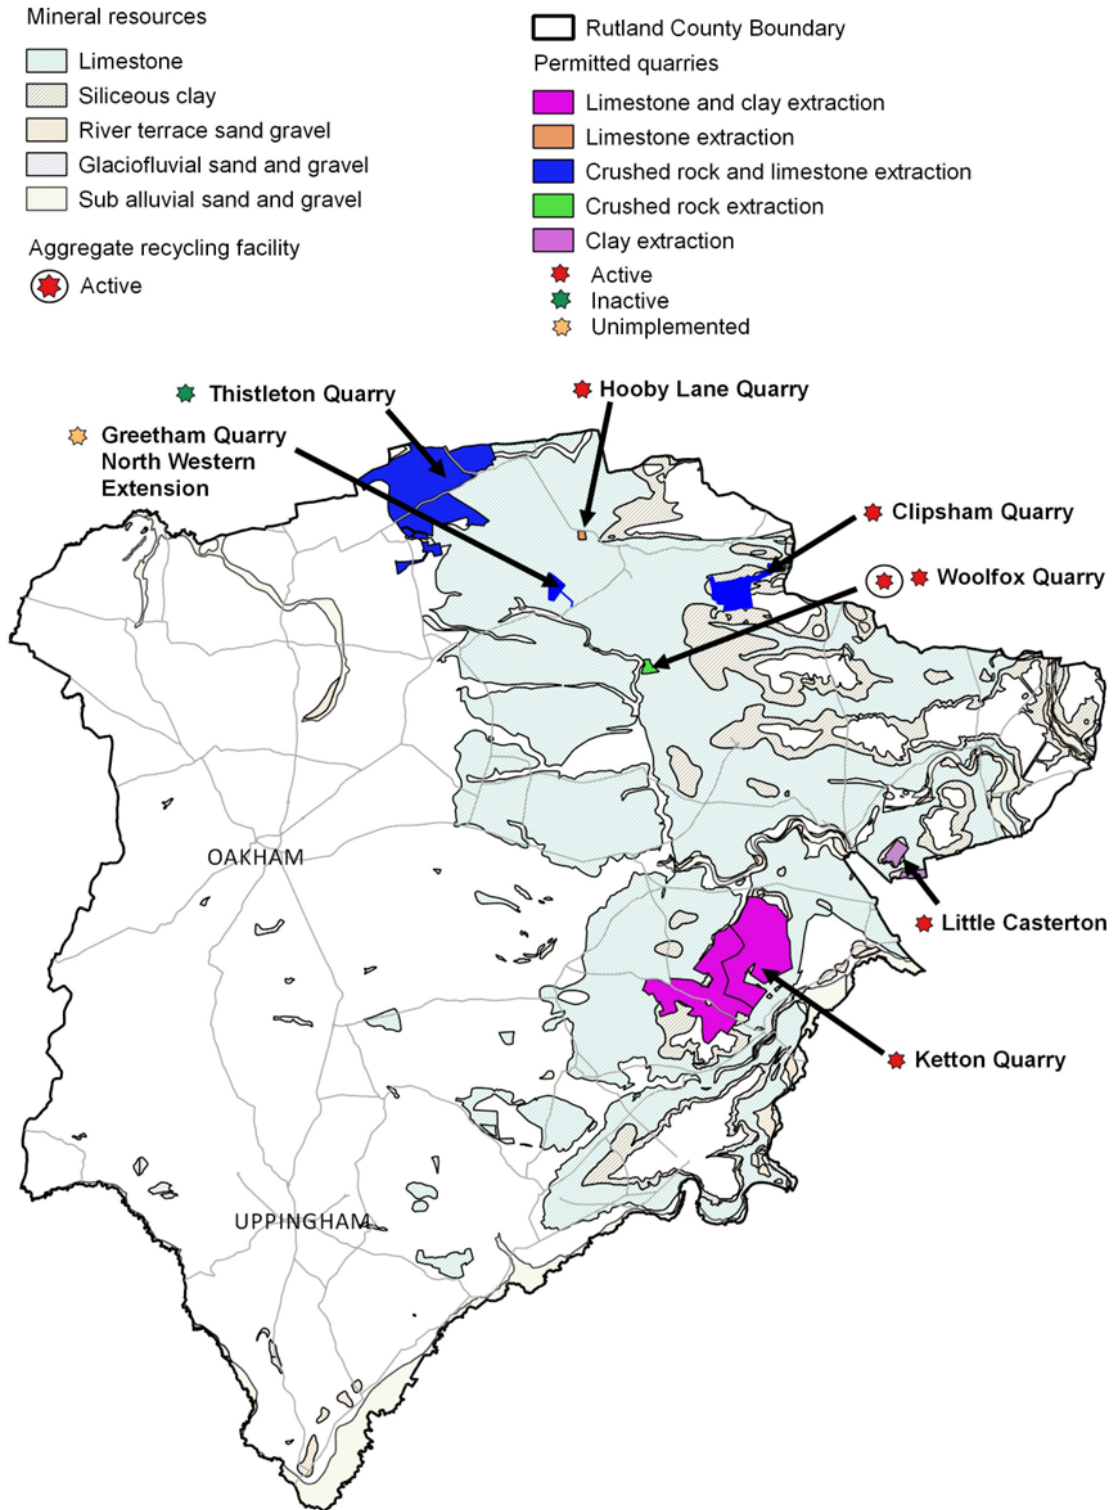 Mineral resources
Limestone
Siliceous clay
River terrace sand gravel
Glaciofluvial sand and gravel
Sub alluvial sand and gravel
Aggregate recycling facility
Active
Rutland County Boundary
Permitted quarries
Limestone and clay extraction
Limestone extraction
Crushed rock and limestone extraction
Crushed rock extraction
Clay extraction
Active
Inactive
Unimplemented
Thistleton Quarry
Hooby Lane Quarry
Greetham Quarry
North Western
Extension
Clipsham Quarry
Woolfox Quarry
OAKHAM
Little Casterton
Ketton Quarry
UPPINGHAM